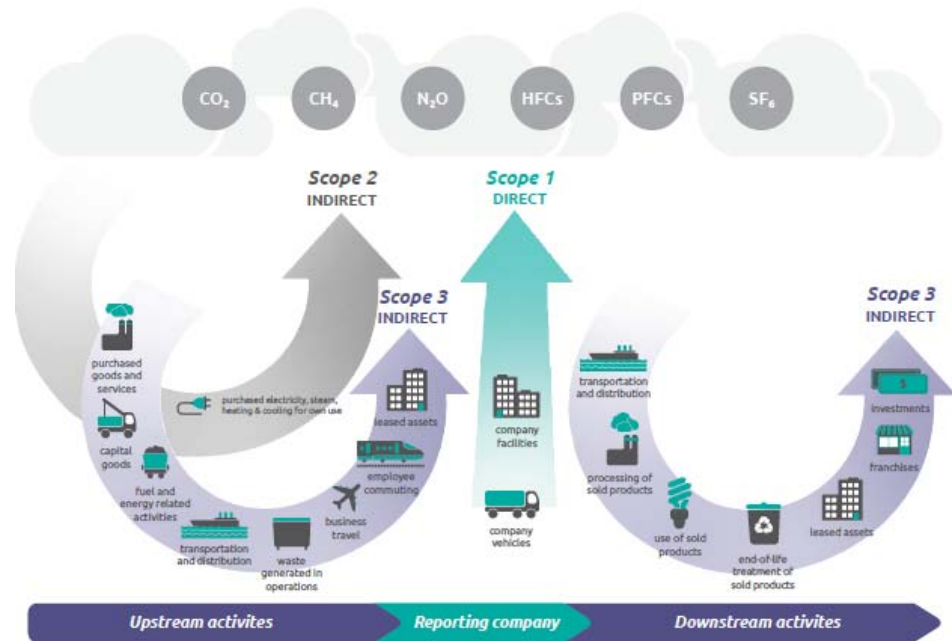 CO₂
CH₄
N₂O
HFCs
PFCs
SF₆
Scope 2
INDIRECT
Scope 1
DIRECT
Scope 3
INDIRECT
Scope 3
INDIRECT
purchased
goods and
services
capital
goods
fuel and
energy related
activities
transportation
and distribution
waste
generated in
operations
business
travel
employee
commuting
leased assets
purchased electricity, steam,
heating & cooling for own use
company
facilities
company
vehicles
transportation
and distribution
processing of
sold products
use of sold
products
end-of-life
treatment of
sold products
leased assets
franchises
$
investments
Upstream activites
Reporting company
Downstream activites